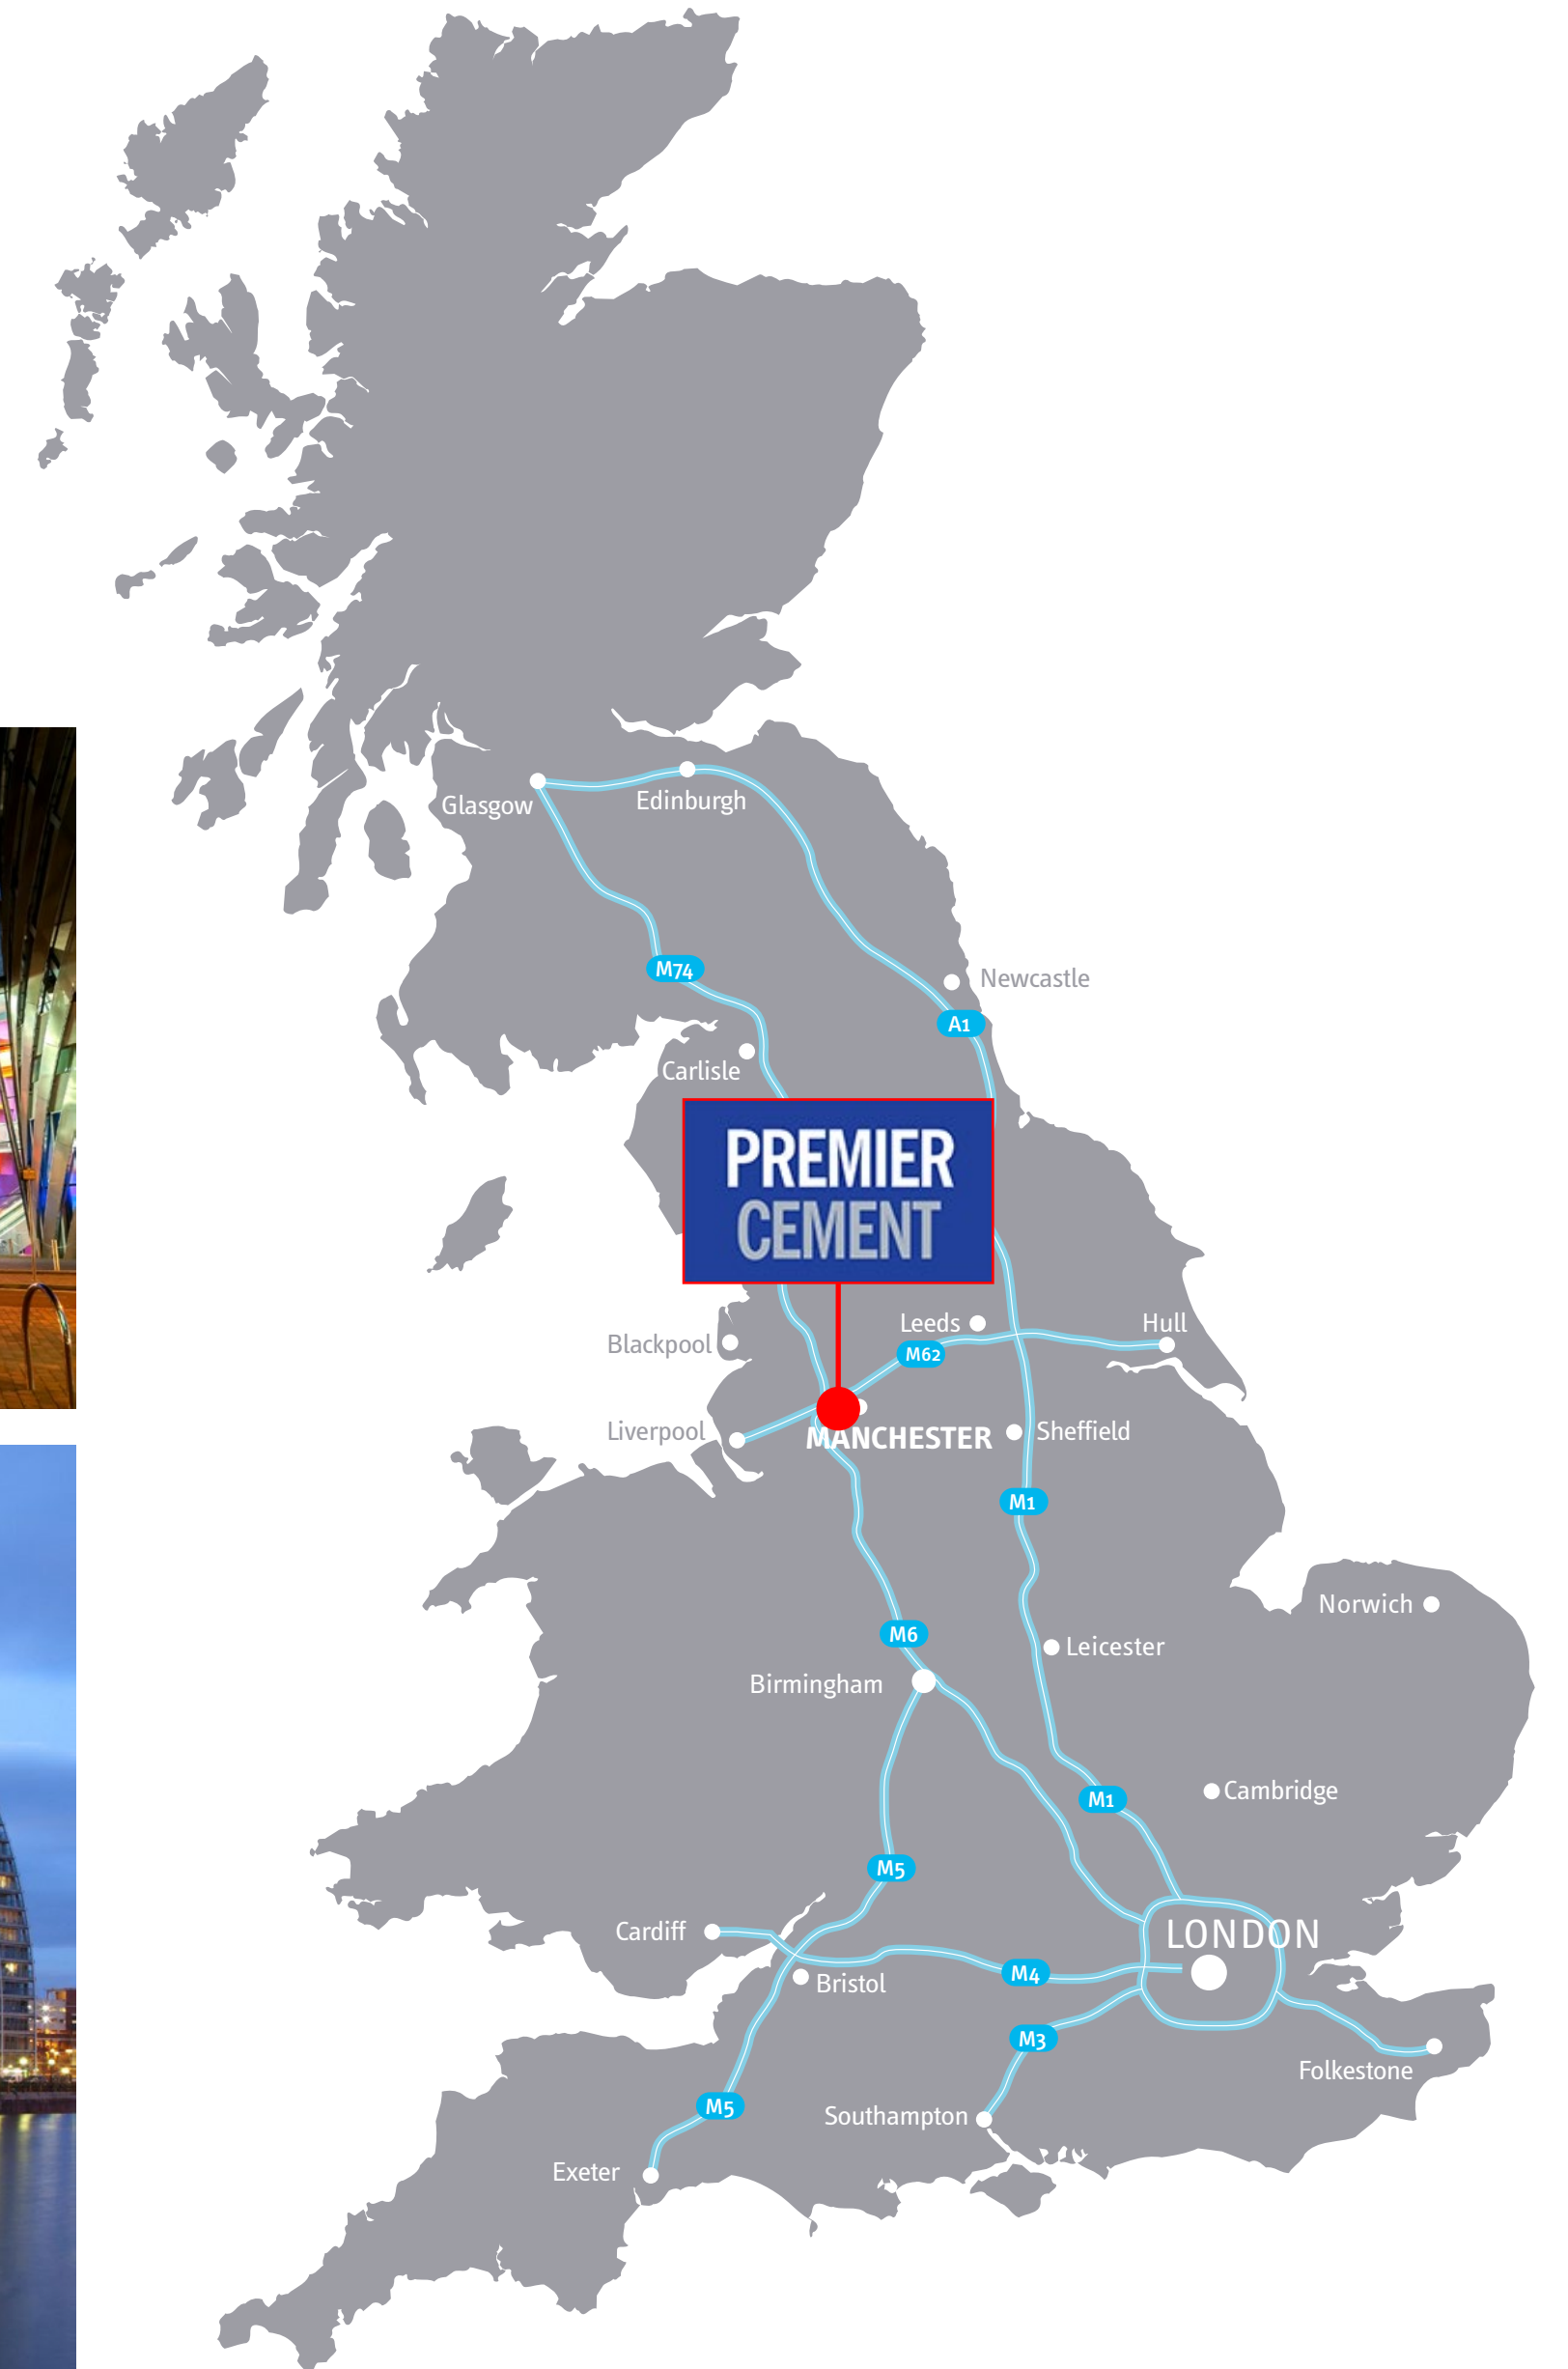 Glasgow
Edinburgh
M74
Newcastle
A1
Carlisle
PREMIER
CEMENT
Leeds
Hull
Blackpool
M62
Liverpool
MANCHESTER
Sheffield
M1
Norwich
M6
Leicester
Birmingham
Cambridge
M1
M5
Cardiff
LONDON
M4
Bristol
M3
Folkestone
M5
Southampton
Exeter